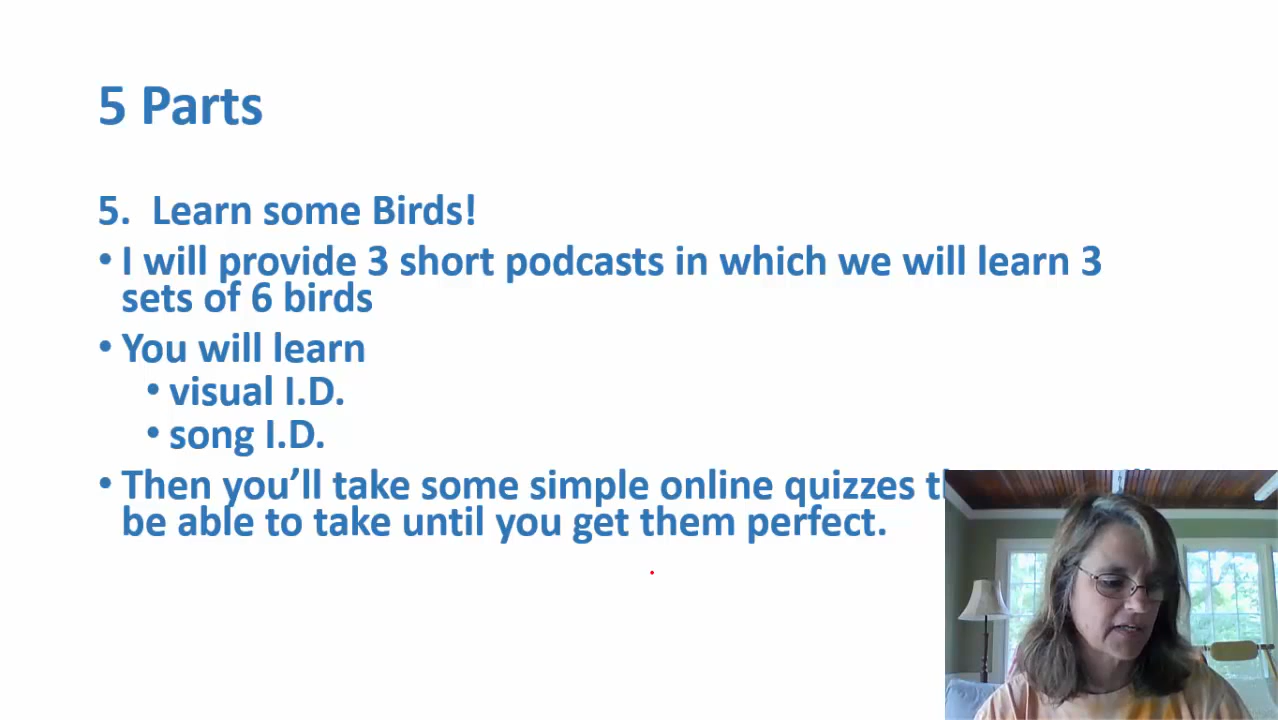 5 Parts
5. Learn some Birds!
• I will provide 3 short podcasts in which we will learn 3
sets of 6 birds
• You will learn
• visual I.D.
• song I.D.
• Then you’ll take some simple online quizzes
be able to take until you get them perfect.